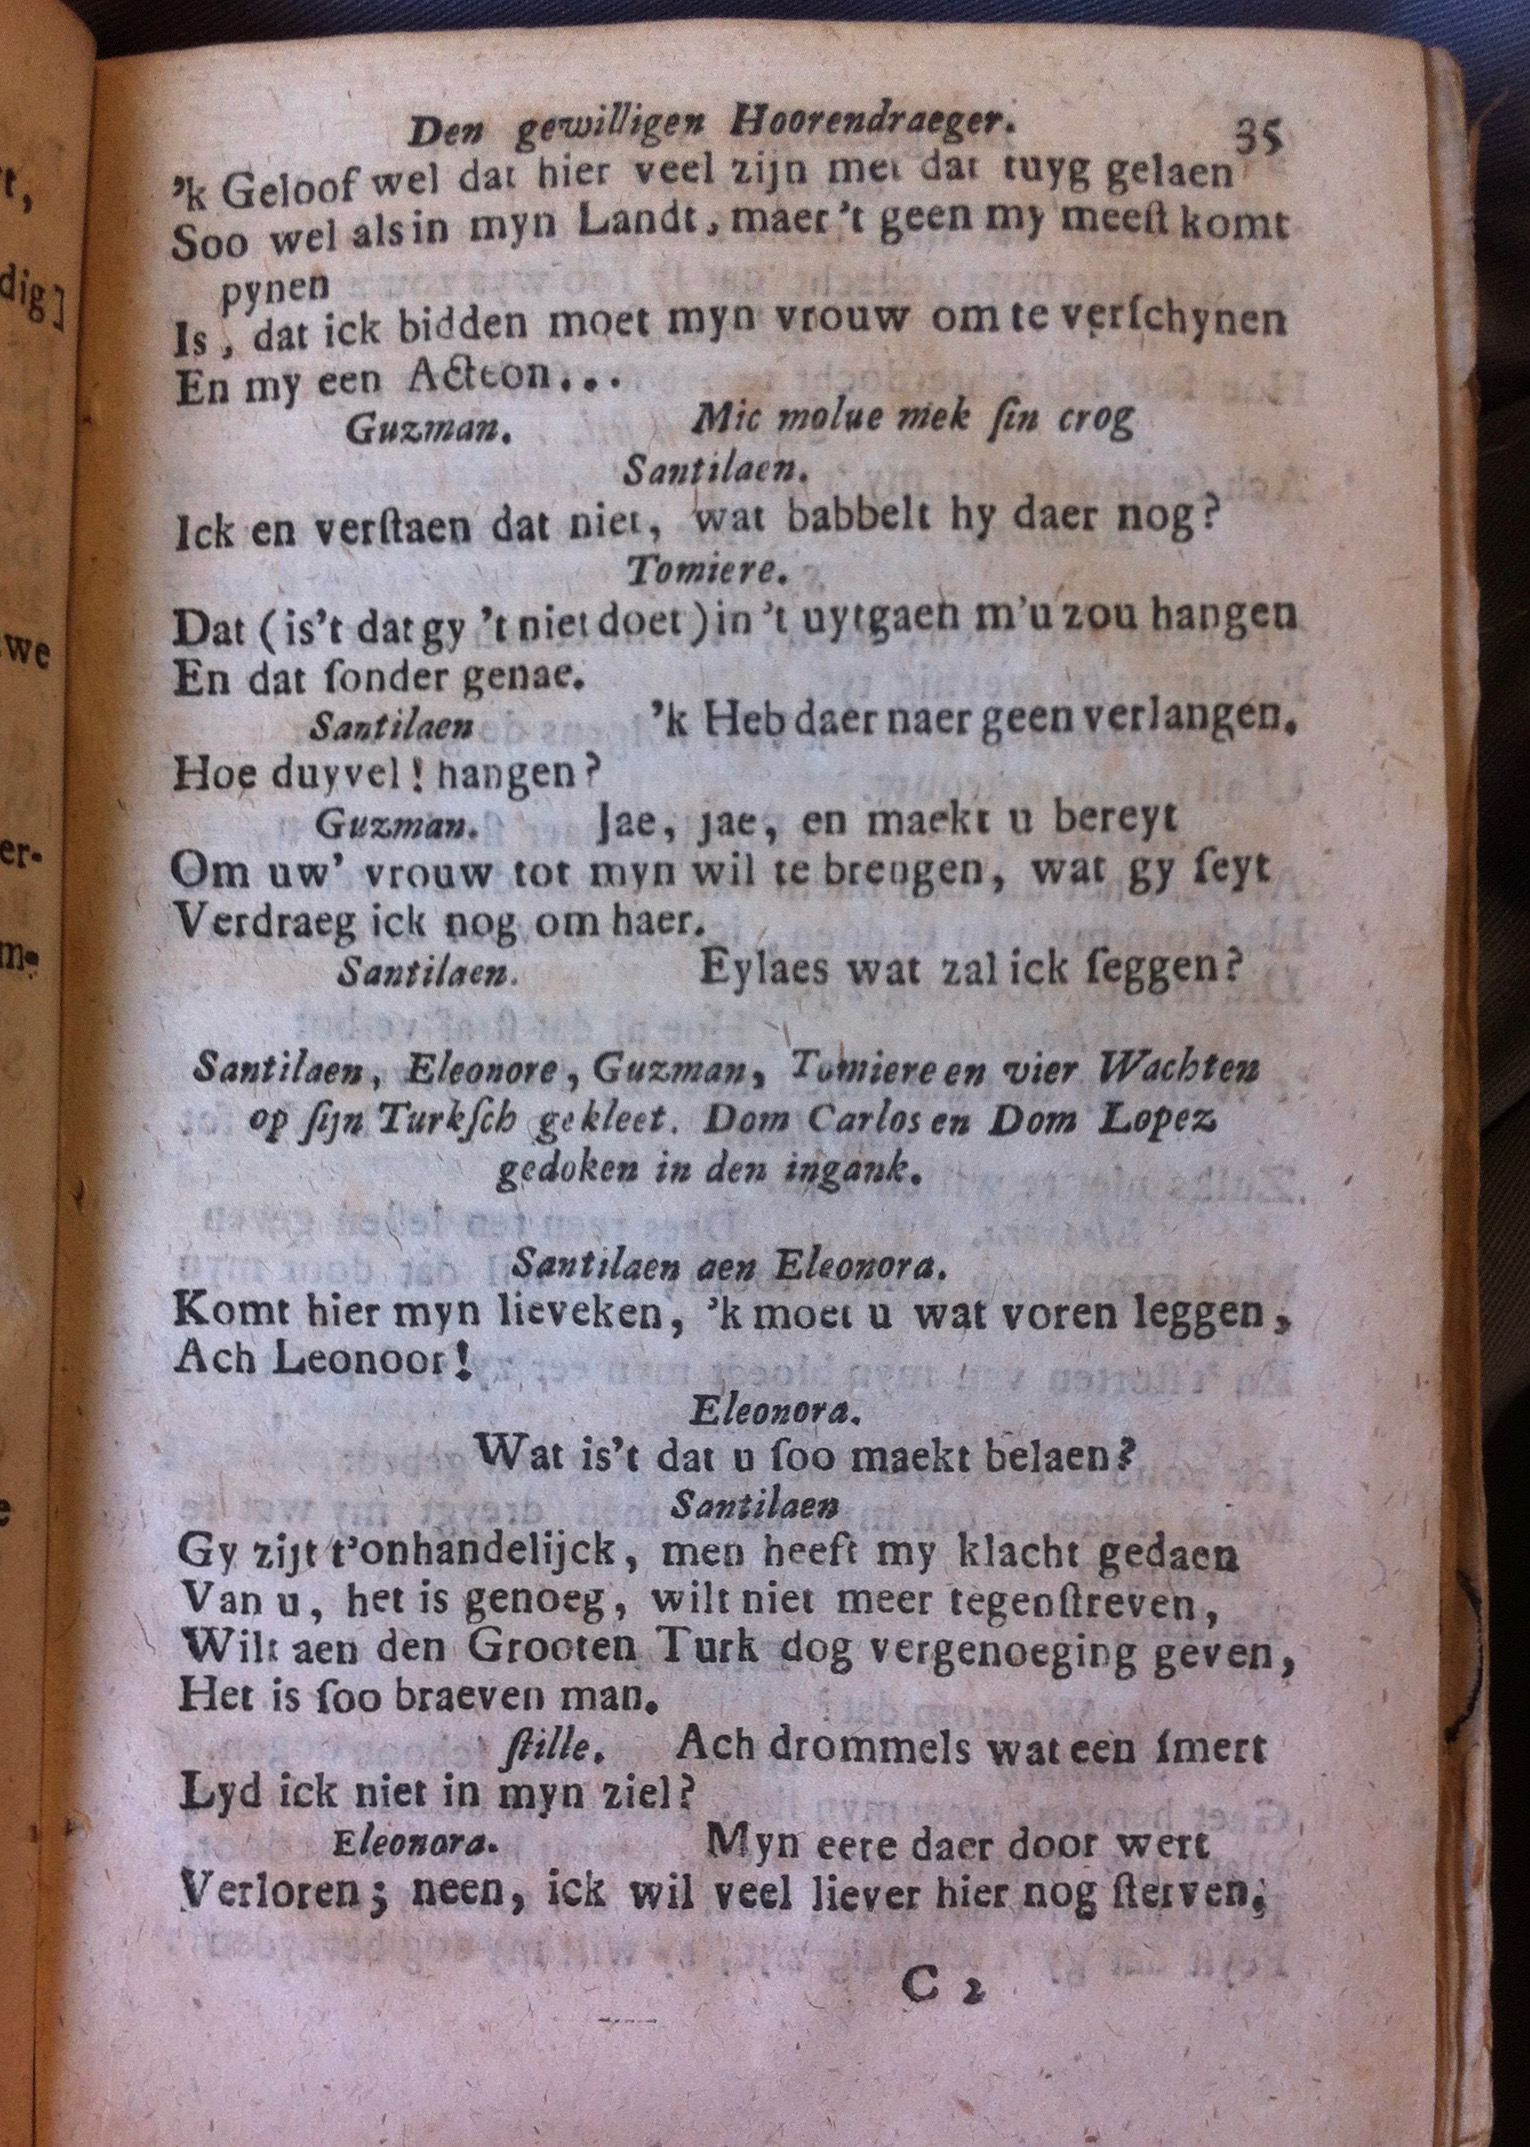 Den gewilligen Hoorendraeger. 35
'k Geloof wel dat hier veel zijn met dat tuyg gelaen
Soo wel als in myn Landt, maer 't geen my meeſt komt
pynen
Is, dat ick bidden moet myn vrouw om te verſchynen
En my een Acteon...
Guzman. Mic molue mek ſin crog
Santilaen.
Ick en verſtaen dat niet, wat babbelt hy daer nog?
Tomiere.
Dat (is't dat gy 't niet doet) in 't uytgaen m'u zou hangen
En dat ſonder genae.
Santilaen 'k Heb daer naer geen verlangen.
Hoe duyvel! hangen?
Guzman. Jae, jae, en maekt u bereyt
Om uw' vrouw tot myn wil te brengen, wat gy ſeyt
Verdraeg ick nog om haer.
Santilaen. Eylaes wat zal ick ſeggen?
Santilaen, Eleonore, Guzman, Tomiere en vier Wachten
op ſijn Turkſch gekleet. Dom Carlos en Dom Lopez
gedoken in den ingank.
Santilaen aen Eleonora.
Komt hier myn lieveken, 'k moet u wat voren leggen,
Ach Leonoor!
Eleonora.
Wat is't dat u ſoo maekt belaen?
Santilaen
Gy zijt t'onhandelijck, men heeft my klacht gedaen
Van u, het is genoeg, wilt niet meer tegenſtreven,
Wilt aen den Grooten Turk dog vergenoeging geven,
Het is ſoo braeven man.
ſtille. Ach drommels wat een ſmert
Lyd ick niet in myn ziel?
Eleonora. Myn eere daer door wert
Verloren; neen, ick wil veel liever hier nog ſterven;
C 2
dig]
we
er-
m-
e